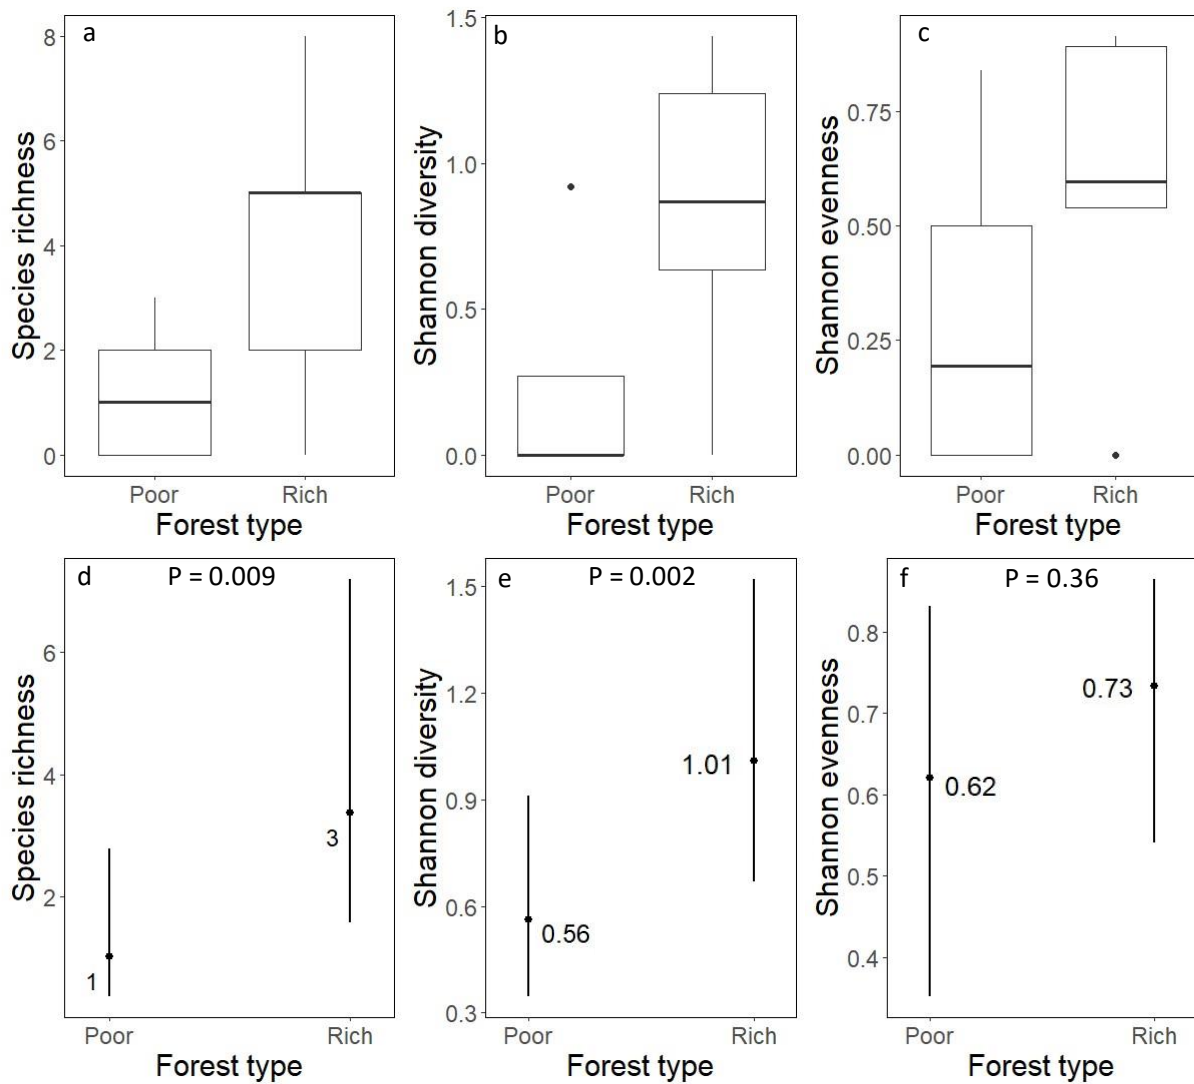 a
Species richness
8
6
4
2
0
Poor Rich
Forest type
b
Shannon diversity
1.5
1.0
0.5
0.0
Poor Rich
Forest type
c
Shannon evenness
0.75
0.50
0.25
0.00
Poor Rich
Forest type
d P = 0.009
Species richness
6
4
2
3
1
Poor Rich
Forest type
e P = 0.002
Shannon diversity
1.5
1.2
0.9
0.6
0.3
1.01
0.56
Poor Rich
Forest type
f P = 0.36
Shannon evenness
0.8
0.7
0.6
0.5
0.4
0.73
0.62
Poor Rich
Forest type